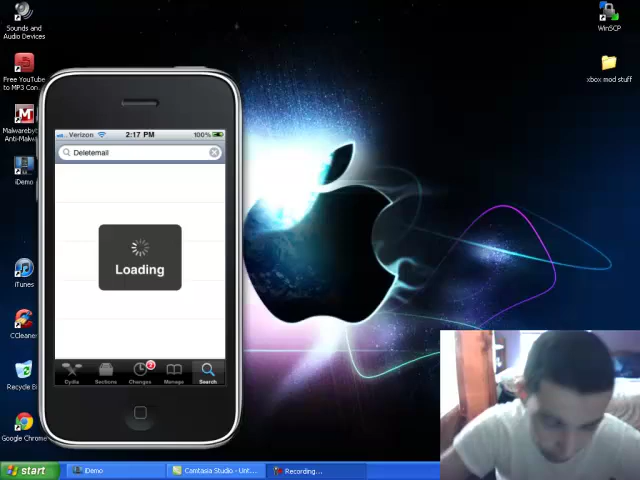 Sounds and
Audio Devices
WinSCP
Free YouTube
to MP3 Con...
xbox mod stuff
Verizon
2:17 PM
100%
Deletemail
Malwareby
Anti-Malwa
iDemo
Loading
iTunes
CCleane
Recycle Bi
Cydia
Sections
Changes
Manage
Search
Google Chrome
start
iDemo
Camtasia Studio - Unt...
Recording...